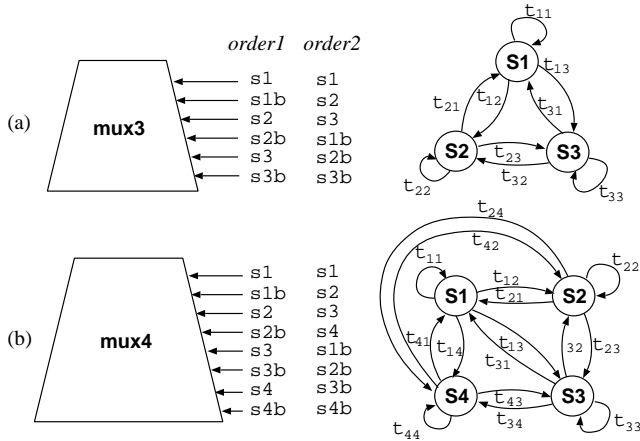 order1 order2
(a)
mux3
s1 s1
s1b s2
s2 s3
s2b s1b
s3 s2b
s3b s3b
t11
S1
t13
t21
t12
t31
S2
t23
S3
t32
t22
t33
(b)
mux4
s1 s1
s1b s2
s2 s3
s2b s4
s3 s1b
s3b s2b
s4 s3b
s4b s4b
t24
t42
t11
t22
S1
t12
S2
t21
t41
t14
t13
t31
32
t23
S4
t43
S3
t34
t44
t33